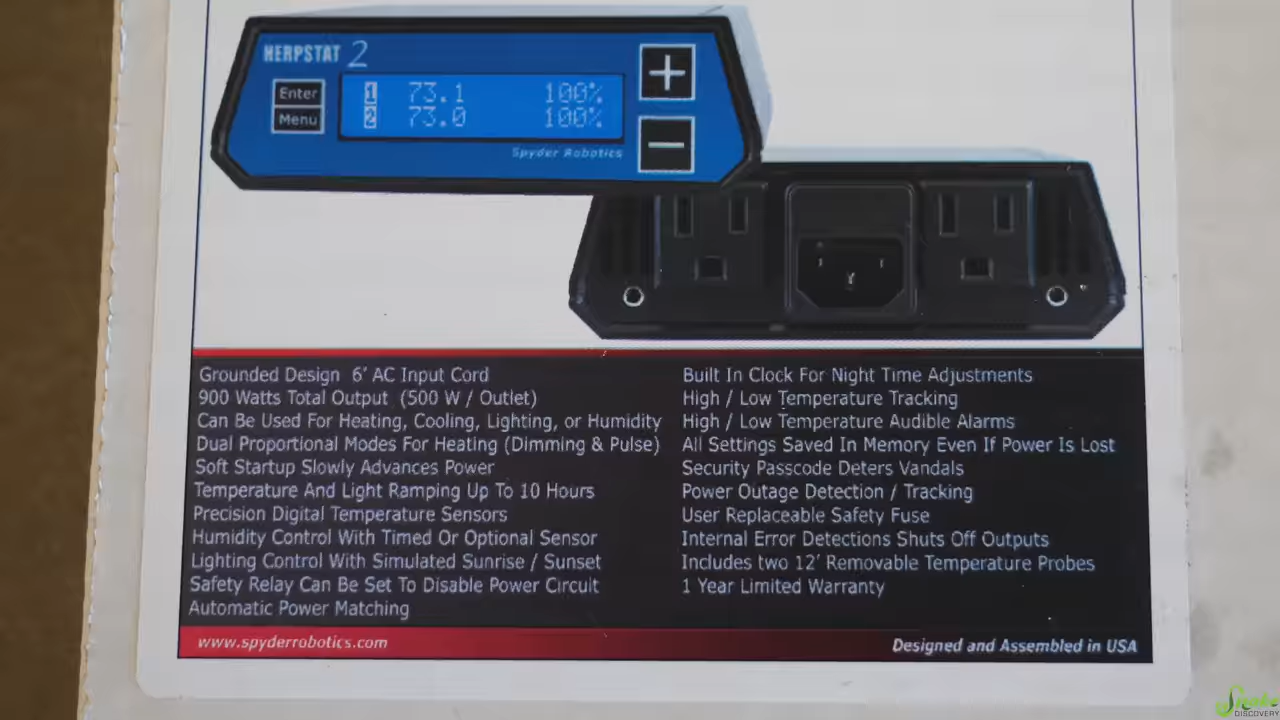 HERPSTAT 2
Enter
Menu
1 73.1 100%
2 73.0 100%
+
−
Spyder Robotics
Grounded Design 6' AC Input Cord
900 Watts Total Output (500 W / Outlet)
Can Be Used For Heating, Cooling, Lighting, or Humidity
Dual Proportional Modes For Heating (Dimming & Pulse)
Soft Startup Slowly Advances Power
Temperature And Light Ramping Up To 10 Hours
Precision Digital Temperature Sensors
Humidity Control With Timed Or Optional Sensor
Lighting Control With Simulated Sunrise / Sunset
Safety Relay Can Be Set To Disable Power Circuit
Automatic Power Matching
Built In Clock For Night Time Adjustments
High / Low Temperature Tracking
High / Low Temperature Audible Alarms
All Settings Saved In Memory Even If Power Is Lost
Security Passcode Deters Vandals
Power Outage Detection / Tracking
User Replaceable Safety Fuse
Internal Error Detections Shuts Off Outputs
Includes two 12' Removable Temperature Probes
1 Year Limited Warranty
www.spyderrobotics.com
Designed and Assembled in USA
Snake
DISCOVERY